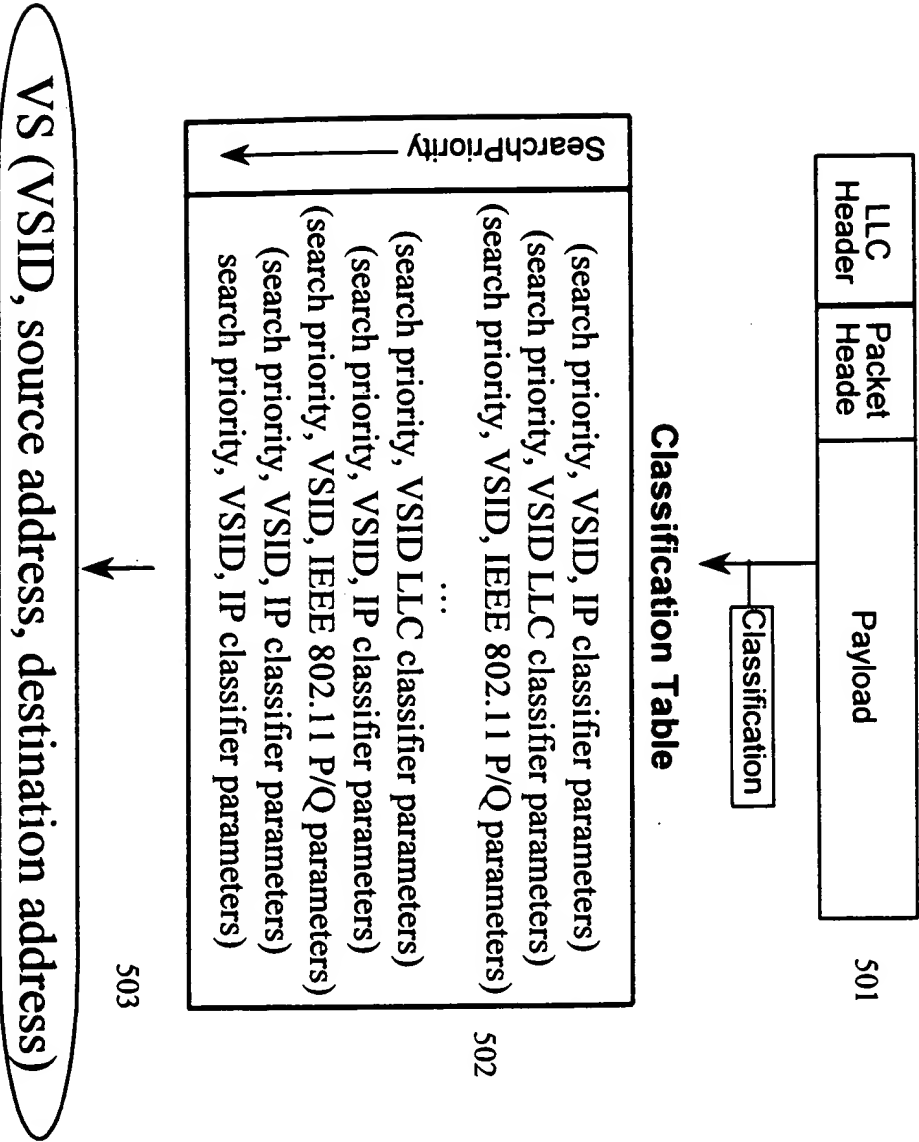 LLC
Header
Packet
Heade
Payload
501
Classification
Classification Table
SearchPriority
(search priority, VSID, IP classifier parameters)
(search priority, VSID LLC classifier parameters)
(search priority, VSID, IEEE 802.11 P/Q parameters)
...
(search priority, VSID LLC classifier parameters)
(search priority, VSID, IP classifier parameters)
(search priority, VSID, IEEE 802.11 P/Q parameters)
(search priority, VSID, IP classifier parameters)
search priority, VSID, IP classifier parameters)
502
503
VS (VSID, source address, destination address)